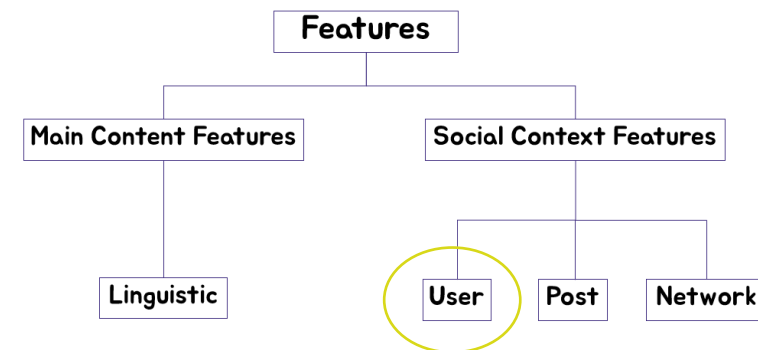 Features
Main Content Features
Social Context Features
Linguistic
User
Post
Network